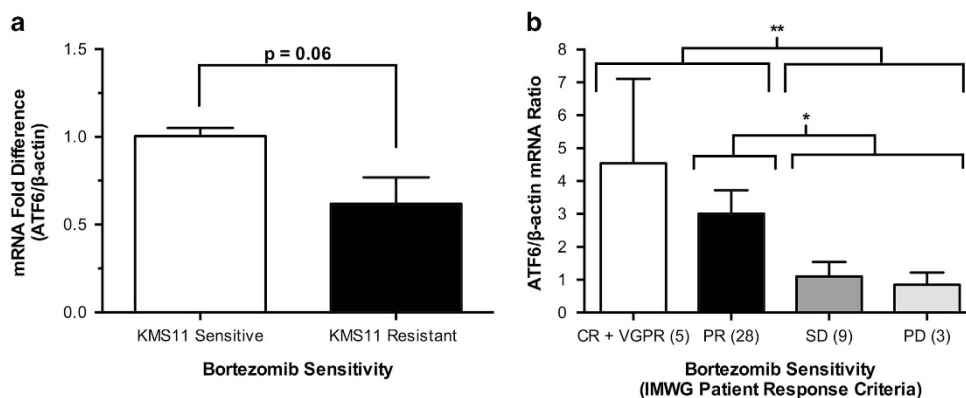 a
p = 0.06
mRNA Fold Difference
(ATF6/β-actin)
1.5
1.0
0.5
0.0
KMS11 Sensitive
KMS11 Resistant
Bortezomib Sensitivity
b
**
*
ATF6/β-actin mRNA Ratio
8
7
6
5
4
3
2
1
0
CR + VGPR (5)
PR (28)
SD (9)
PD (3)
Bortezomib Sensitivity
(IMWG Patient Response Criteria)